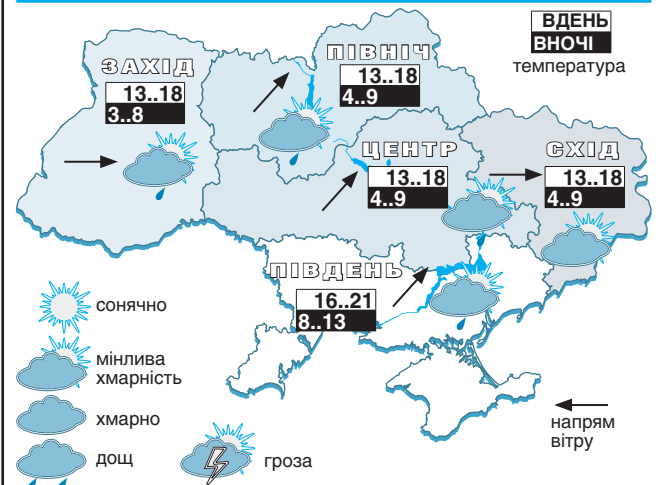 ВДЕНЬ
ВНОЧІ
температура
ЗАХІД
13..18
3..8
ПІВНІЧ
13..18
4..9
ЦЕНТР
13..18
4..9
СХІД
13..18
4..9
ПІВДЕНЬ
16..21
8..13
сонячно
мінлива
хмарність
хмарно
дощ
гроза
напрям
вітру